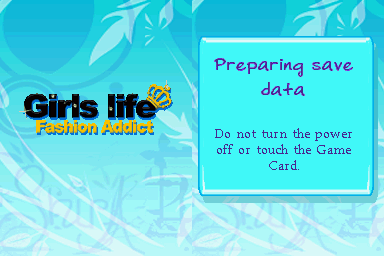 Girls life
Fashion Addict
Preparing save
data
Do not turn the power
off or touch the Game
Card.